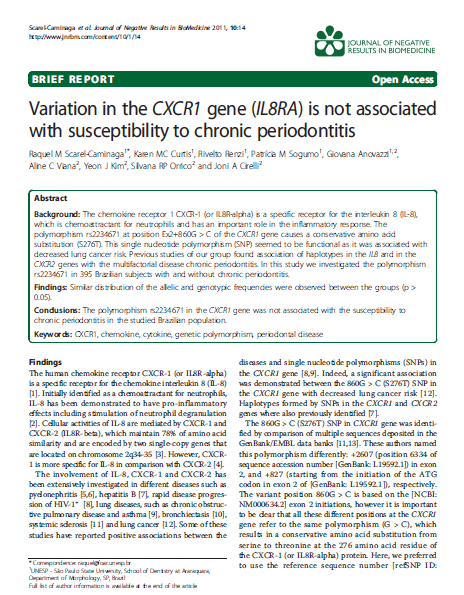 Scarel-Caminaga et al. Journal of Negative Results in BioMedicine 2011, 10:14
http://www.jnrbm.com/content/10/1/14
JOURNAL OF NEGATIVE
RESULTS IN BIOMEDICINE
BRIEF REPORT
Open Access
Variation in the CXCR1 gene (IL8RA) is not associated
with susceptibility to chronic periodontitis
Raquel M Scarel-Caminaga1*, Karen MC Curtis1, Rivelto Renzi1, Patrícia M Sogumo1, Giovana Anovazzi1,2,
Aline C Viana2, Yeon J Kim2, Silvana RP Orrico2 and Joni A Cirelli2
Abstract
Background: The chemokine receptor 1 CXCR-1 (or IL8R-alpha) is a specific receptor for the interleukin 8 (IL-8),
which is chemoattractant for neutrophils and has an important role in the inflammatory response. The
polymorphism rs2234671 at position Ex2+860G > C of the CXCR1 gene causes a conservative amino acid
substitution (S276T). This single nucleotide polymorphism (SNP) seemed to be functional as it was associated with
decreased lung cancer risk. Previous studies of our group found association of haplotypes in the IL8 and in the
CXCR2 genes with the multifactorial disease chronic periodontitis. In this study we investigated the polymorphism
rs2234671 in 395 Brazilian subjects with and without chronic periodontitis.
Findings: Similar distribution of the allelic and genotypic frequencies were observed between the groups (p >
0.05).
Conclusions: The polymorphism rs2234671 in the CXCR1 gene was not associated with the susceptibility to
chronic periodontitis in the studied Brazilian population.
Keywords: CXCR1, chemokine, cytokine, genetic polymorphism, periodontal disease
Findings
The human chemokine receptor CXCR-1 (or IL8R-alpha)
is a specific receptor for the chemokine interleukin 8 (IL-8)
[1]. Initially identified as a chemoattractant for neutrophils,
IL-8 has been demonstrated to have pro-inflammatory
effects including stimulation of neutrophil degranulation
[2]. Cellular activities of IL-8 are mediated by CXCR-1 and
CXCR-2 (IL8R-beta), which maintain 78% of amino acid
similarity and are encoded by two single-copy genes that
are located on chromosome 2q34-35 [3]. However, CXCR-
1 is more specific for IL-8 in comparison with CXCR-2 [4].
The involvement of IL-8, CXCR-1 and CXCR-2 has
been extensively investigated in different diseases such as
pyelonephritis [5,6], hepatitis B [7], rapid disease progres-
sion of HIV-1+ [8], lung diseases, such as chronic obstruc-
tive pulmonary disease and asthma [9], bronchiectasis [10],
systemic sclerosis [11] and lung cancer [12]. Some of these
studies have reported positive associations between the
* Correspondence: raquel@foar.unesp.br
1UNESP - São Paulo State University, School of Dentistry at Araraquara,
Department of Morphology, SP, Brazil
Full list of author information is available at the end of the article
diseases and single nucleotide polymorphisms (SNPs) in
the CXCR1 gene [8,9]. Indeed, a significant association
was demonstrated between the 860G > C (S276T) SNP in
the CXCR1 gene with decreased lung cancer risk [12].
Haplotypes formed by SNPs in the CXCR1 and CXCR2
genes where also previously identified [7].
The 860G > C (S276T) SNP in CXCR1 gene was identi-
fied by comparison of multiple sequences deposited in the
GenBank/EMBL data banks [11,13]. These authors named
this polymorphism differently: +2607 (position 6334 of
sequence accession number [GenBank: L19592.1]) in exon
2, and +827 (starting from the initiation of the ATG
codon in exon 2 of [GenBank: L19592.1]), respectively.
The variant position 860G > C is based on the [NCBI:
NM000634.2] exon 2 initiations, however it is important
to be clear that all these different positions at the CXCR1
gene refer to the same polymorphism (G > C), which
results in a conservative amino acid substitution from
serine to threonine at the 276 amino acid residue of
the CXCR-1 (or IL8R-alpha) protein. Here, we preferred
to use the reference sequence number [refSNP ID: